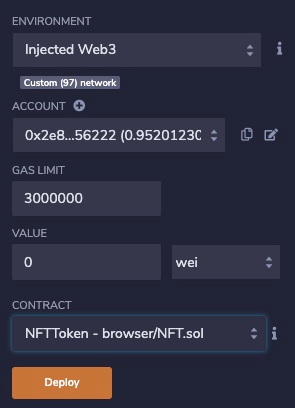 ENVIRONMENT
Injected Web3
Custom (97) network
ACCOUNT
0x2e8...56222 (0.95201230
GAS LIMIT
3000000
VALUE
0
wei
CONTRACT
NFTToken - browser/NFT.sol
Deploy